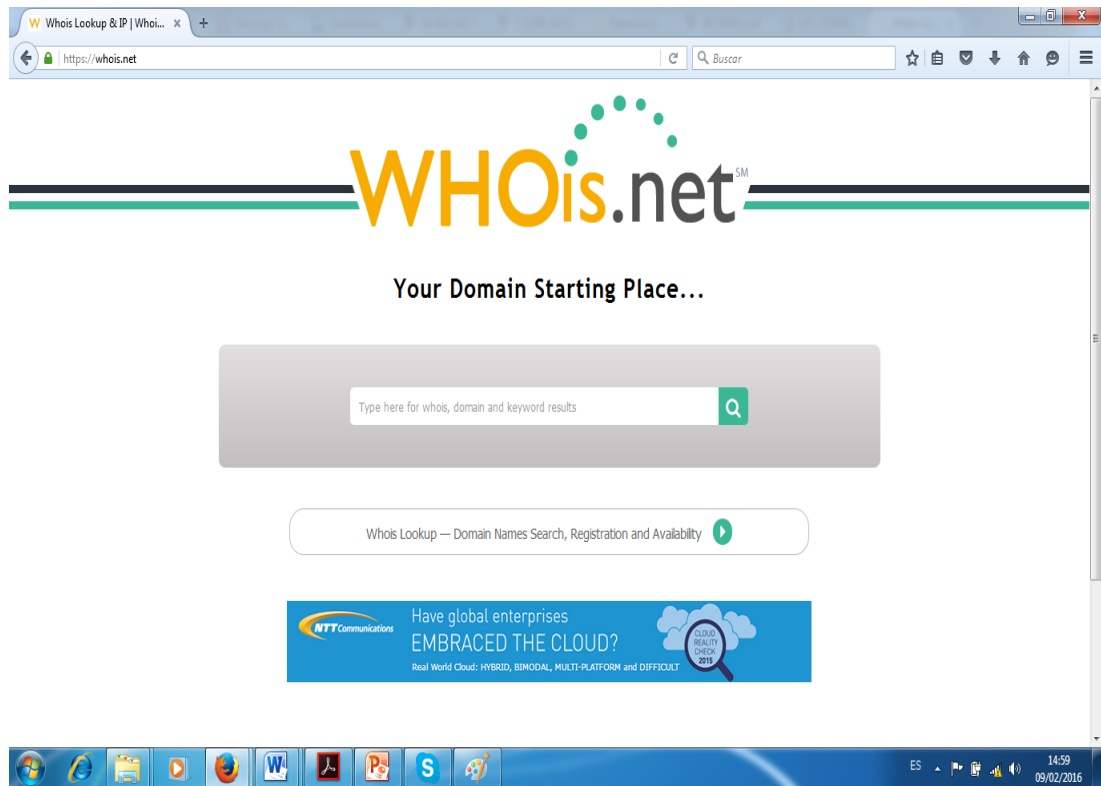 W Whois Lookup & IP | Whoi... x +
https://whois.net
Buscar
WHOis.net SM
Your Domain Starting Place...
Type here for whois, domain and keyword results
Whois Lookup — Domain Names Search, Registration and Availability
NTT Communications
Have global enterprises
EMBRACED THE CLOUD?
Real World Cloud: HYBRID, BIMODAL, MULTI-PLATFORM and DIFFICULT
CLOUD
REALITY
CHECK
2015
ES
14:59
09/02/2016